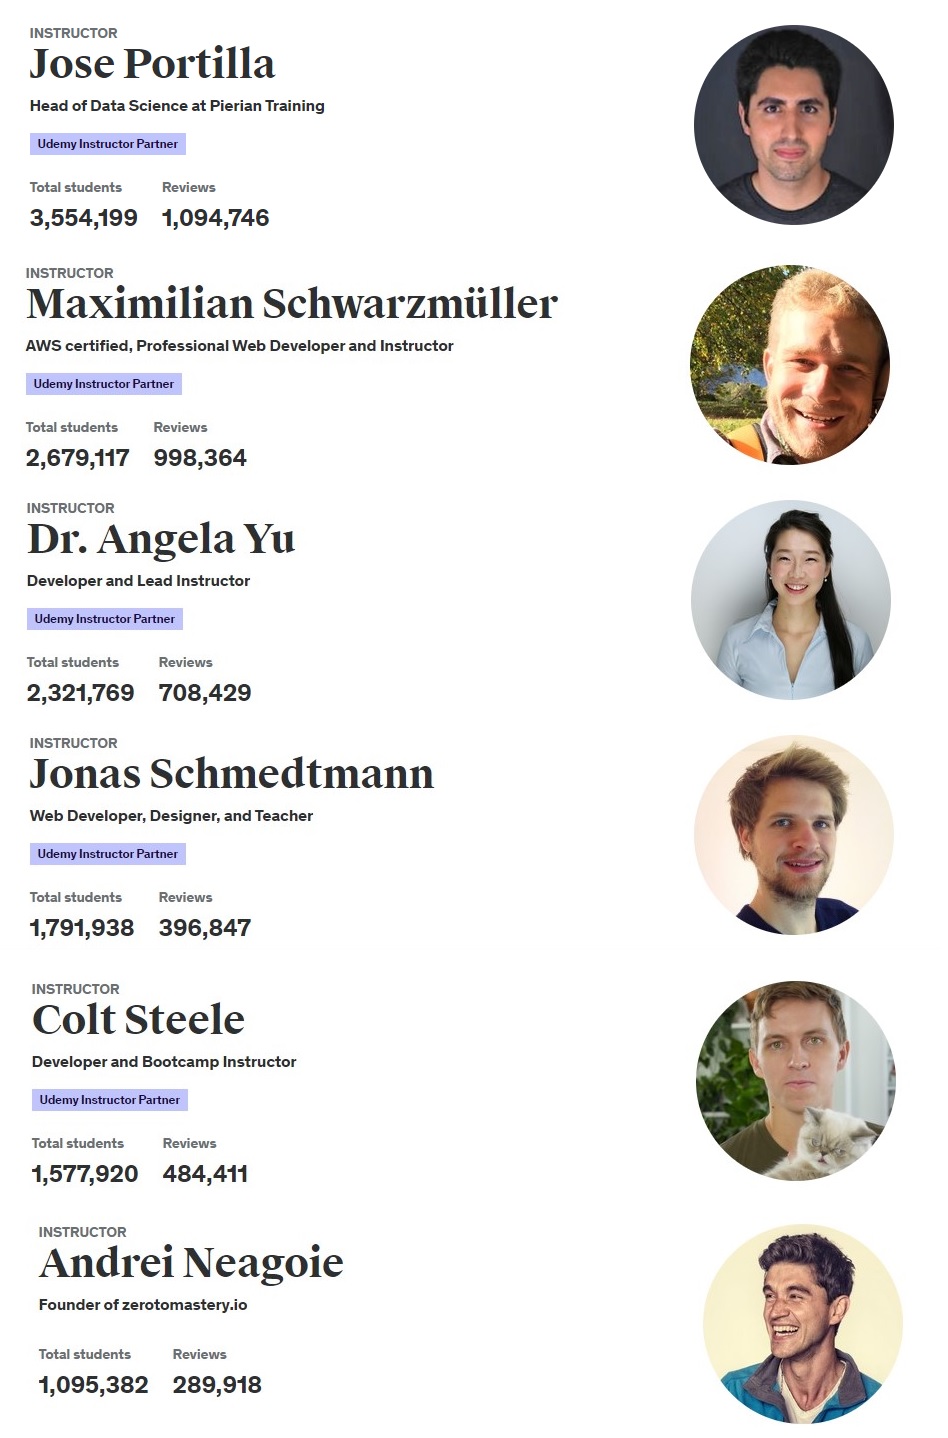 INSTRUCTOR
Jose Portilla
Head of Data Science at Pierian Training
Udemy Instructor Partner
Total students Reviews
3,554,199 1,094,746
INSTRUCTOR
Maximilian Schwarzmüller
AWS certified, Professional Web Developer and Instructor
Udemy Instructor Partner
Total students Reviews
2,679,117 998,364
INSTRUCTOR
Dr. Angela Yu
Developer and Lead Instructor
Udemy Instructor Partner
Total students Reviews
2,321,769 708,429
INSTRUCTOR
Jonas Schmedtmann
Web Developer, Designer, and Teacher
Udemy Instructor Partner
Total students Reviews
1,791,938 396,847
INSTRUCTOR
Colt Steele
Developer and Bootcamp Instructor
Udemy Instructor Partner
Total students Reviews
1,577,920 484,411
INSTRUCTOR
Andrei Neagoie
Founder of zerotomastery.io
Total students Reviews
1,095,382 289,918